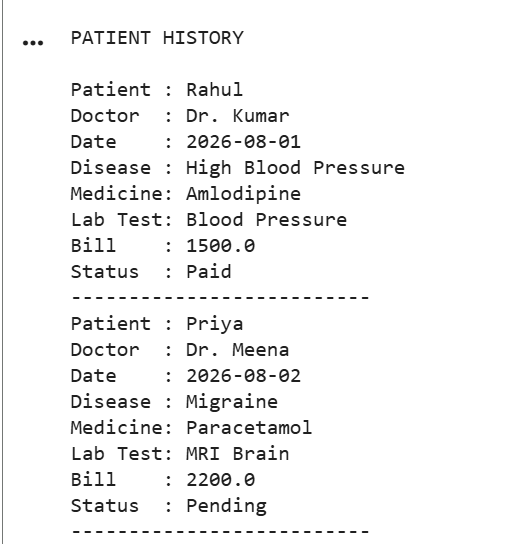 PATIENT HISTORY
Patient : Rahul
Doctor  : Dr. Kumar
Date    : 2026-08-01
Disease : High Blood Pressure
Medicine: Amlodipine
Lab Test: Blood Pressure
Bill    : 1500.0
Status  : Paid
--------------------------
Patient : Priya
Doctor  : Dr. Meena
Date    : 2026-08-02
Disease : Migraine
Medicine: Paracetamol
Lab Test: MRI Brain
Bill    : 2200.0
Status  : Pending
--------------------------